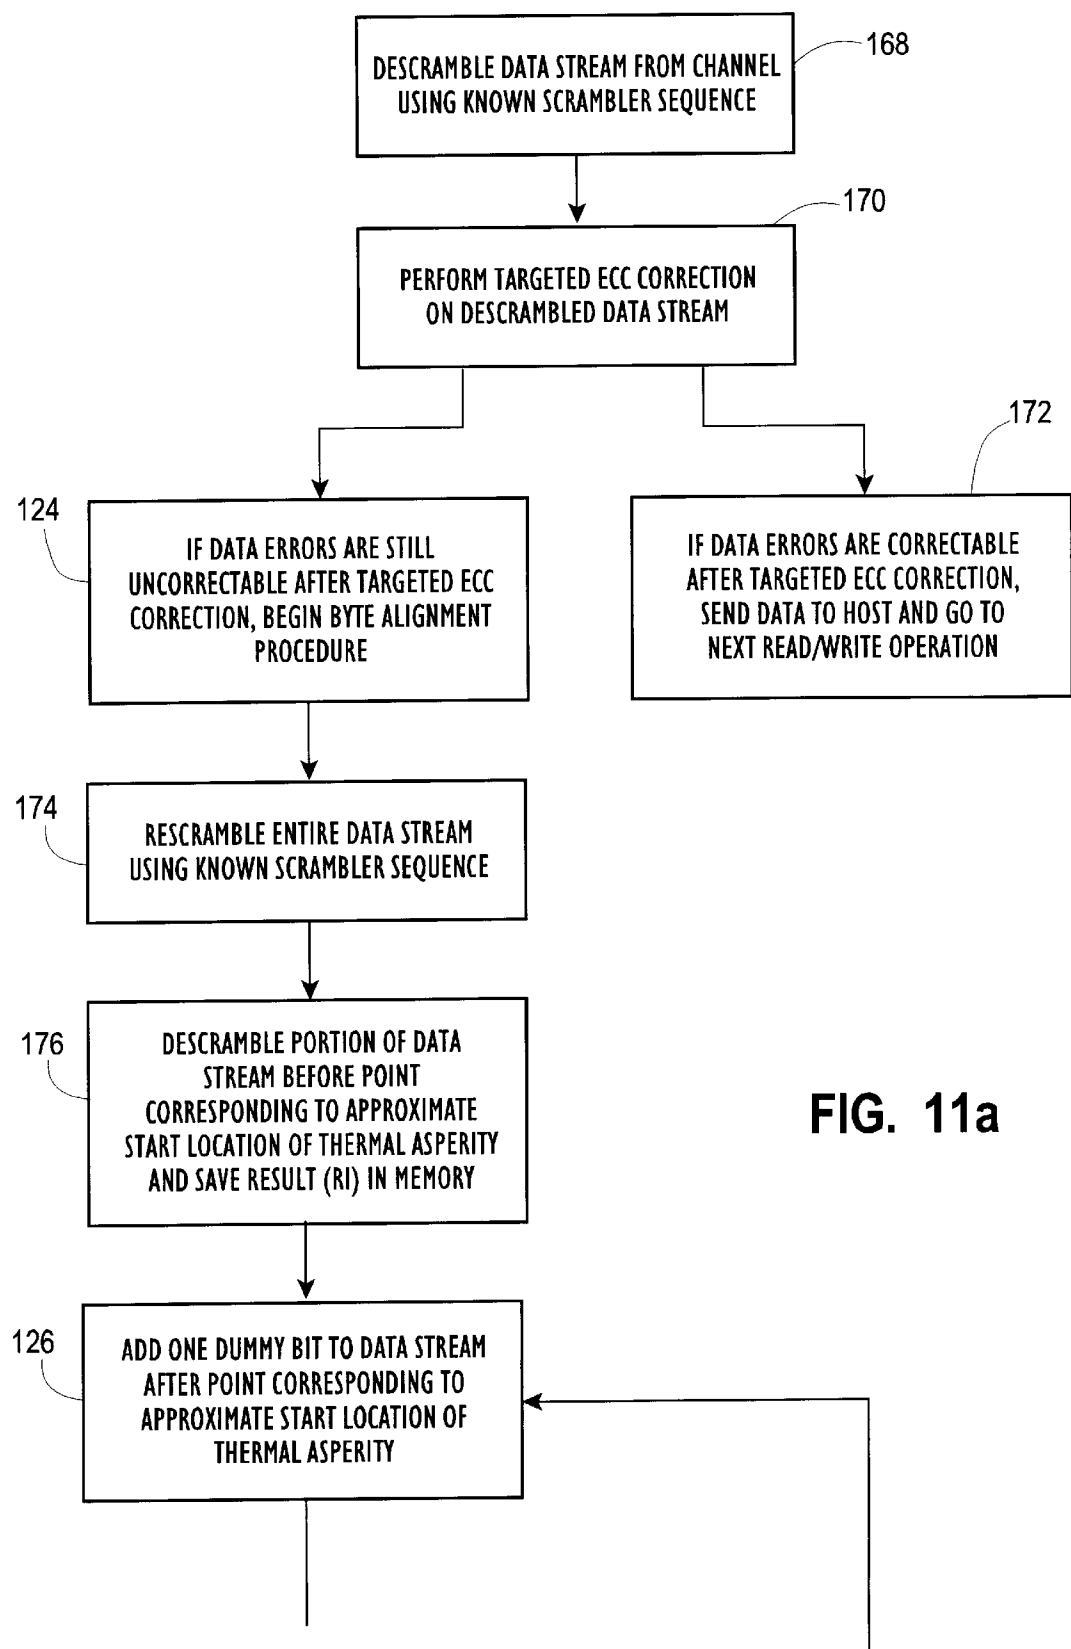 168
DESCRAMBLE DATA STREAM FROM CHANNEL
USING KNOWN SCRAMBLER SEQUENCE
170
PERFORM TARGETED ECC CORRECTION
ON DESCRAMBLED DATA STREAM
124
IF DATA ERRORS ARE STILL
UNCORRECTABLE AFTER TARGETED ECC
CORRECTION, BEGIN BYTE ALIGNMENT
PROCEDURE
172
IF DATA ERRORS ARE CORRECTABLE
AFTER TARGETED ECC CORRECTION,
SEND DATA TO HOST AND GO TO
NEXT READ/WRITE OPERATION
174
RESCRAMBLE ENTIRE DATA STREAM
USING KNOWN SCRAMBLER SEQUENCE
176
DESCRAMBLE PORTION OF DATA
STREAM BEFORE POINT
CORRESPONDING TO APPROXIMATE
START LOCATION OF THERMAL ASPERITY
AND SAVE RESULT (RI) IN MEMORY
FIG. 11a
126
ADD ONE DUMMY BIT TO DATA STREAM
AFTER POINT CORRESPONDING TO
APPROXIMATE START LOCATION OF
THERMAL ASPERITY